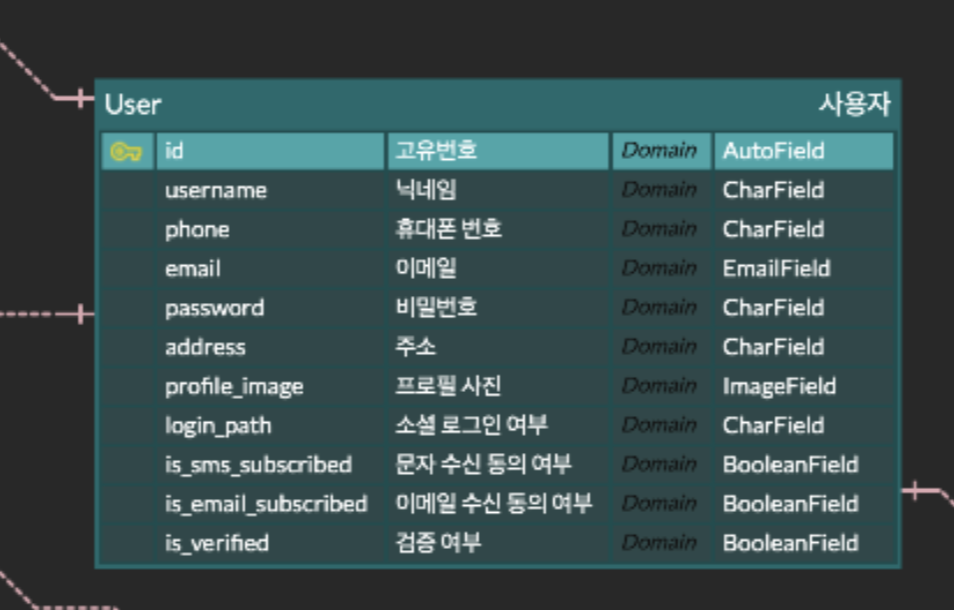 User 사용자
id 고유번호 Domain AutoField
username 닉네임 Domain CharField
phone 휴대폰 번호 Domain CharField
email 이메일 Domain EmailField
password 비밀번호 Domain CharField
address 주소 Domain CharField
profile_image 프로필 사진 Domain ImageField
login_path 소셜 로그인 여부 Domain CharField
is_sms_subscribed 문자 수신 동의 여부 Domain BooleanField
is_email_subscribed 이메일 수신 동의 여부 Domain BooleanField
is_verified 검증 여부 Domain BooleanField